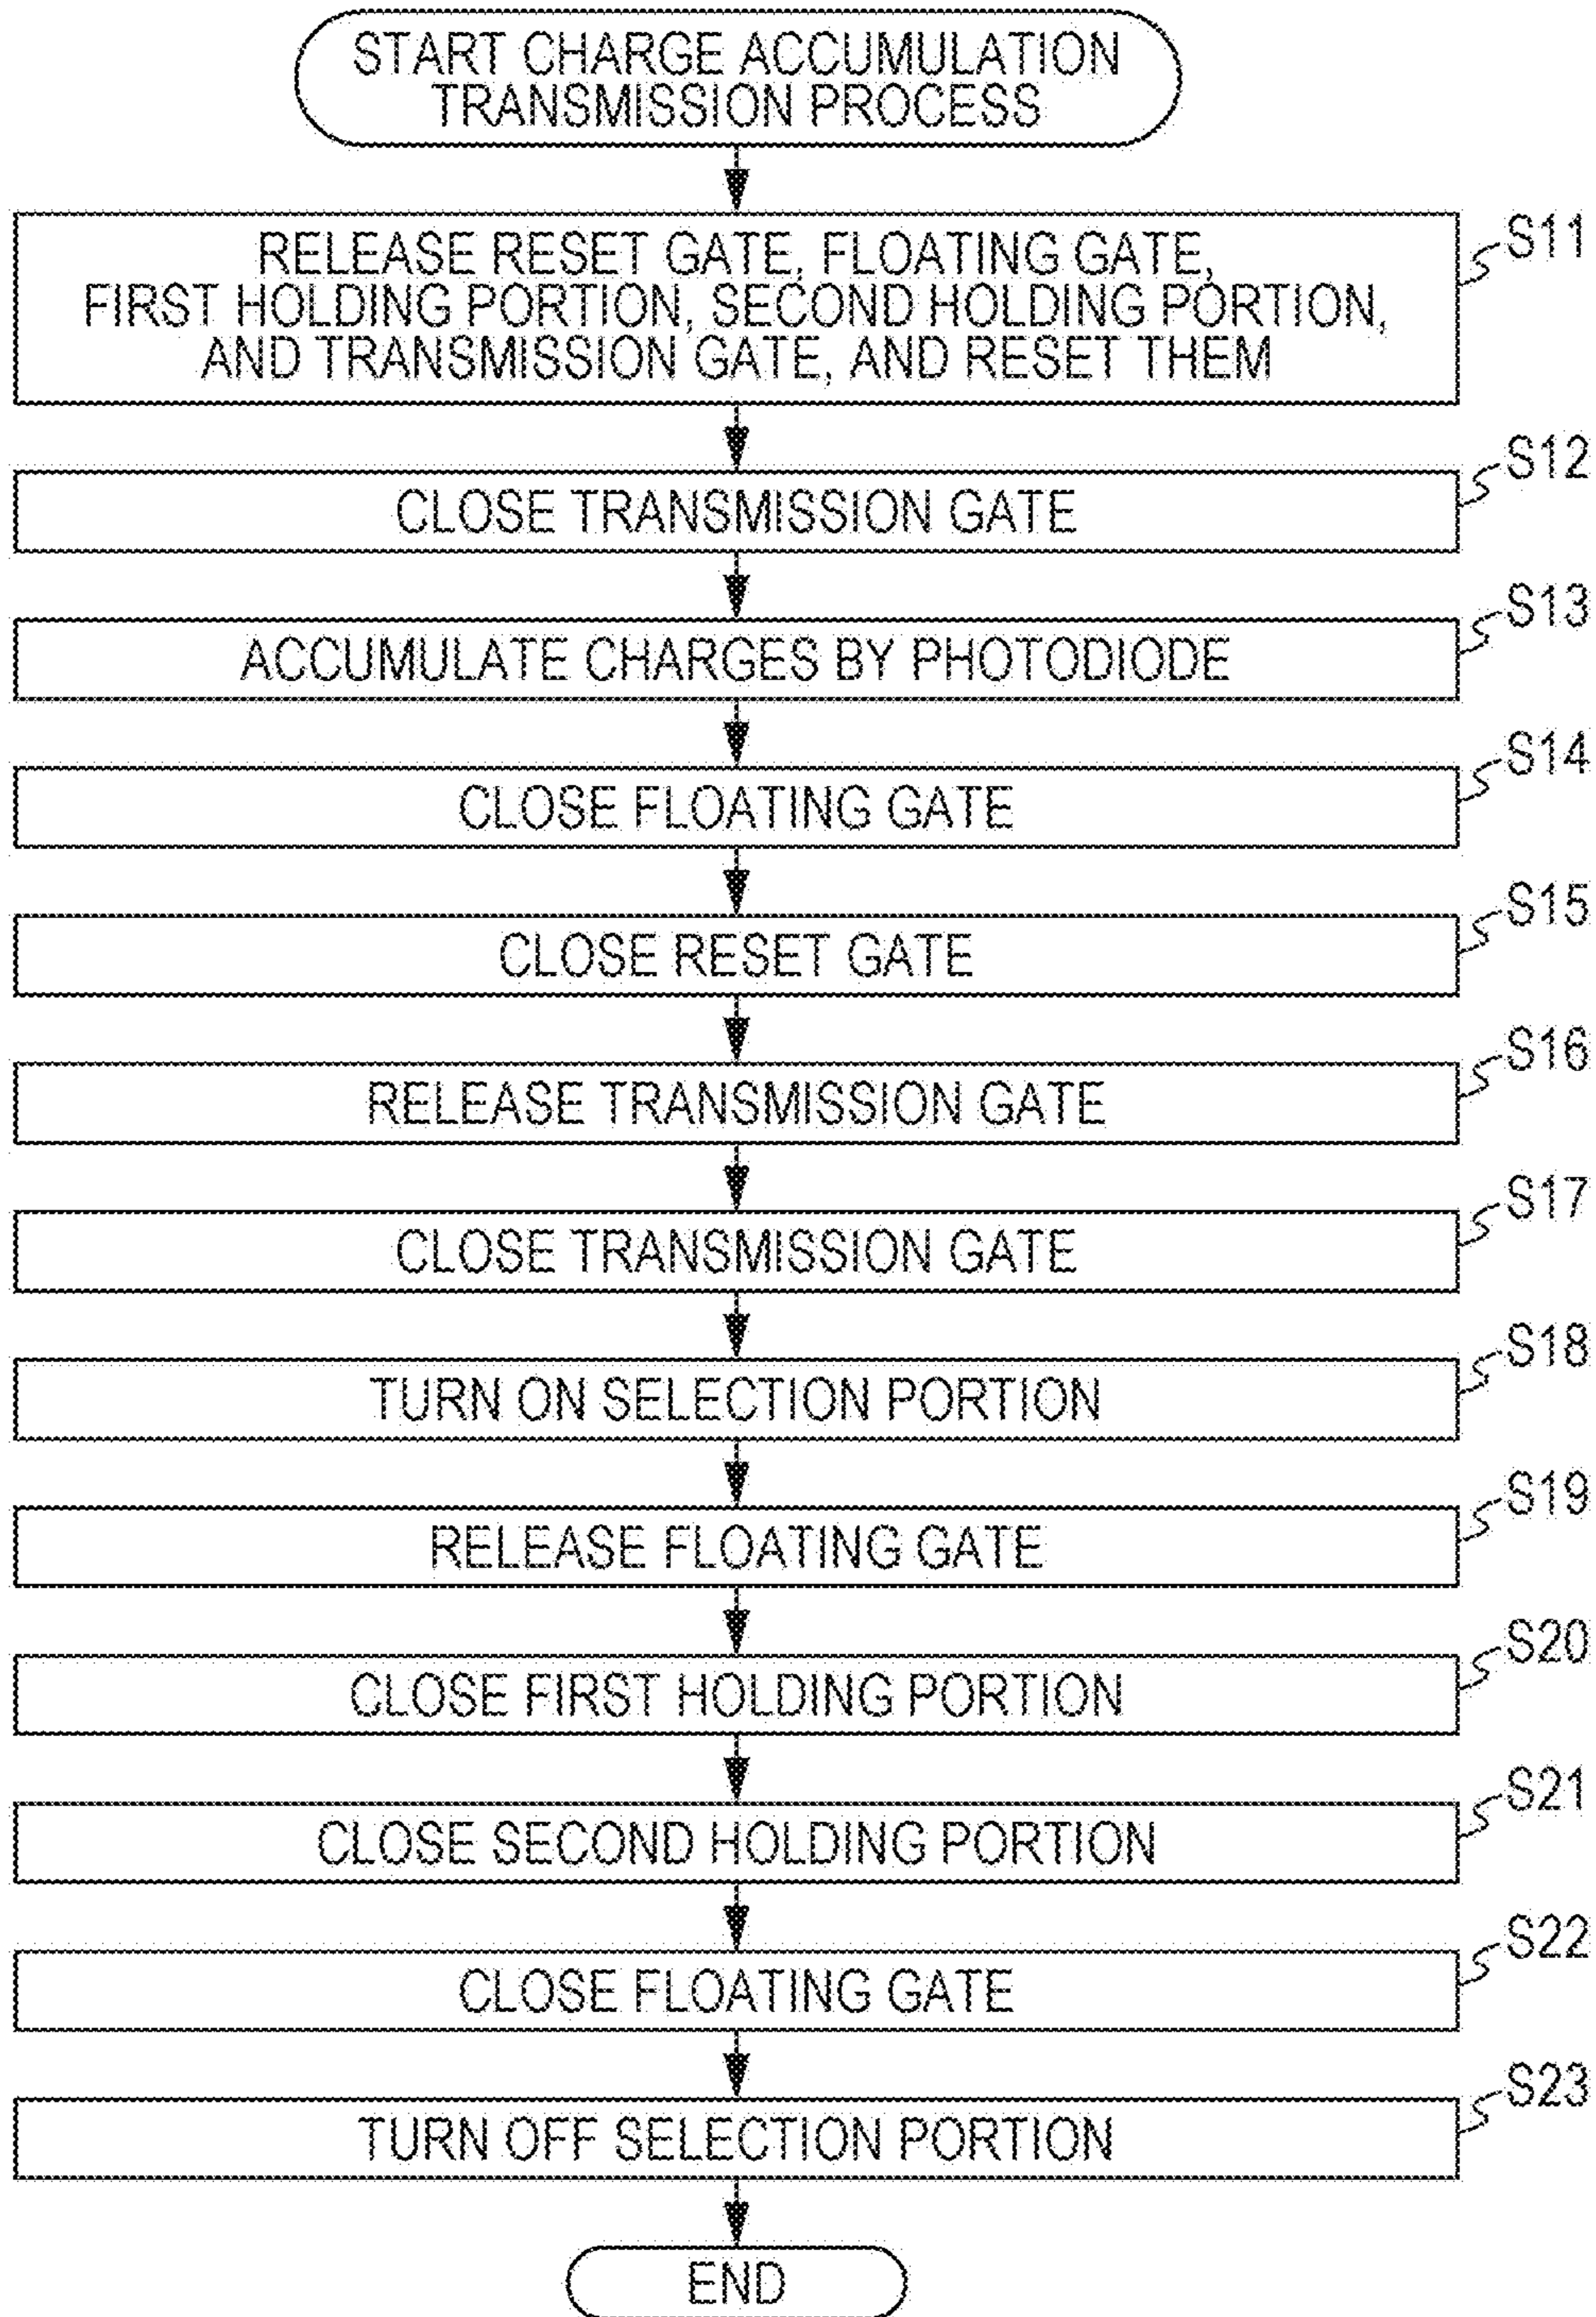 START CHARGE ACCUMULATION
TRANSMISSION PROCESS
S11
RELEASE RESET GATE, FLOATING GATE,
FIRST HOLDING PORTION, SECOND HOLDING PORTION,
AND TRANSMISSION GATE, AND RESET THEM
S12
CLOSE TRANSMISSION GATE
S13
ACCUMULATE CHARGES BY PHOTODIODE
S14
CLOSE FLOATING GATE
S15
CLOSE RESET GATE
S16
RELEASE TRANSMISSION GATE
S17
CLOSE TRANSMISSION GATE
S18
TURN ON SELECTION PORTION
S19
RELEASE FLOATING GATE
S20
CLOSE FIRST HOLDING PORTION
S21
CLOSE SECOND HOLDING PORTION
S22
CLOSE FLOATING GATE
S23
TURN OFF SELECTION PORTION
END